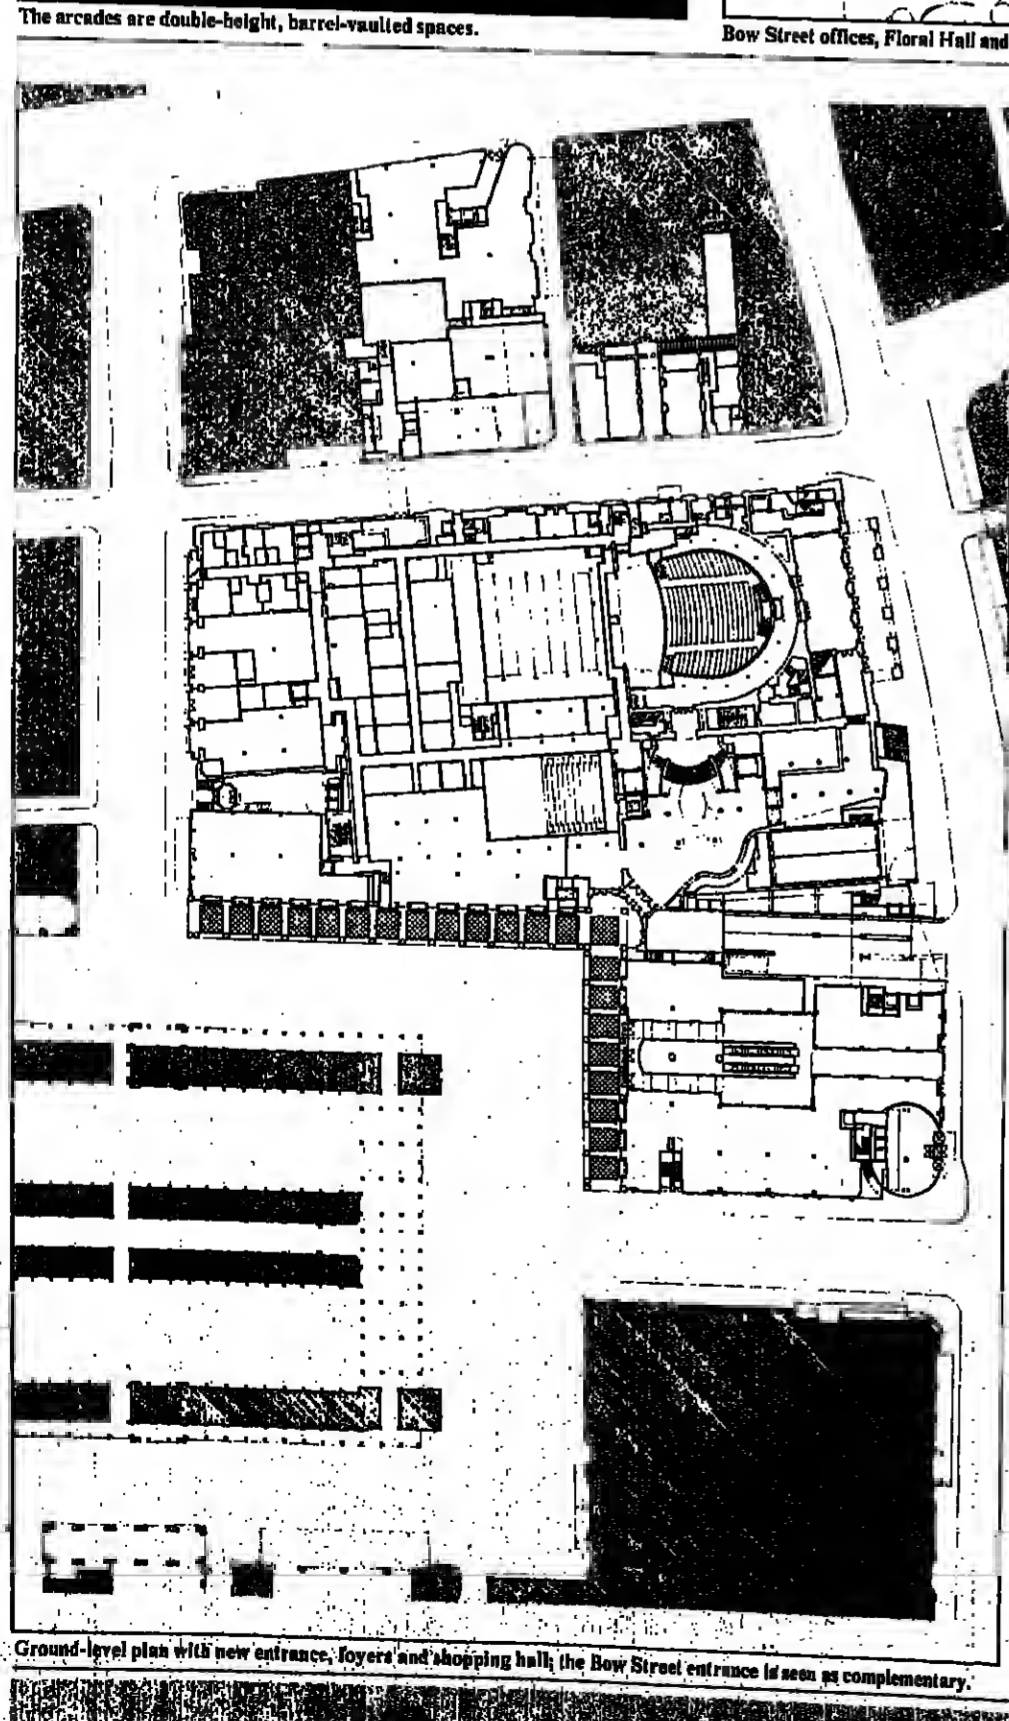 The arcades are double-height, barrel-vaulted spaces.
Bow Street offices, Floral Hall and
Ground-level plan with new entrance, foyers and shopping hall; the Bow Street entrance is seen as complementary.